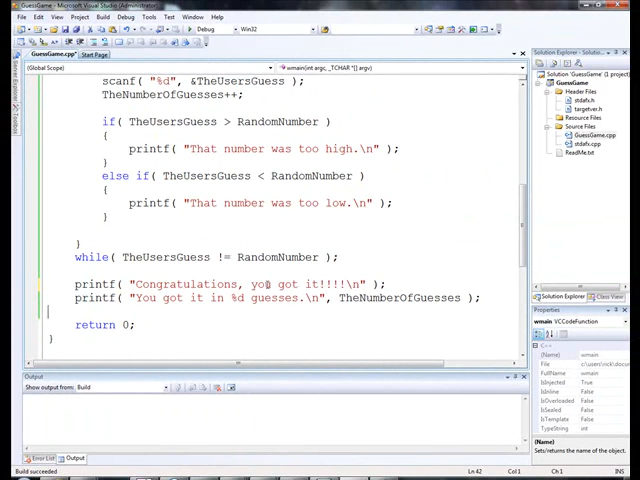 GuessGame - Microsoft Visual Studio (Administrator)
File Edit View Project Build Debug Tools Test Window Help
Debug Win32
GuessGame.cpp* Start Page
(Global Scope) wmain(int argc, _TCHAR *[] argv)
Server Explorer
Toolbox
scanf( "%d", &TheUsersGuess );
TheNumberOfGuesses++;
if( TheUsersGuess > RandomNumber )
{
printf( "That number was too high.\n" );
}
else if( TheUsersGuess < RandomNumber )
{
printf( "That number was too low.\n" );
}
}
while( TheUsersGuess != RandomNumber );
printf( "Congratulations, you got it!!!!\n" );
printf( "You got it in %d guesses.\n", TheNumberOfGuesses );
return 0;
}
Solution Explorer
Solution 'GuessGame'
GuessGame
Header Files
stdafx.h
targetver.h
Resource Files
Source Files
GuessGame.cpp
stdafx.cpp
ReadMe.txt
Solution Explorer Class View
Properties
wmain VCCodeFunction
C++
(Name) wmain
File c:\users\rick\docum
FullName wmain
IsInjected True
IsInline False
IsOverloaded False
IsSealed False
IsTemplate False
TypeString int
(Name)
Sets/returns the name of the object.
Output
Show output from: Build
Error List Output
Build succeeded Ln 42 Col 1 Ch 1 INS